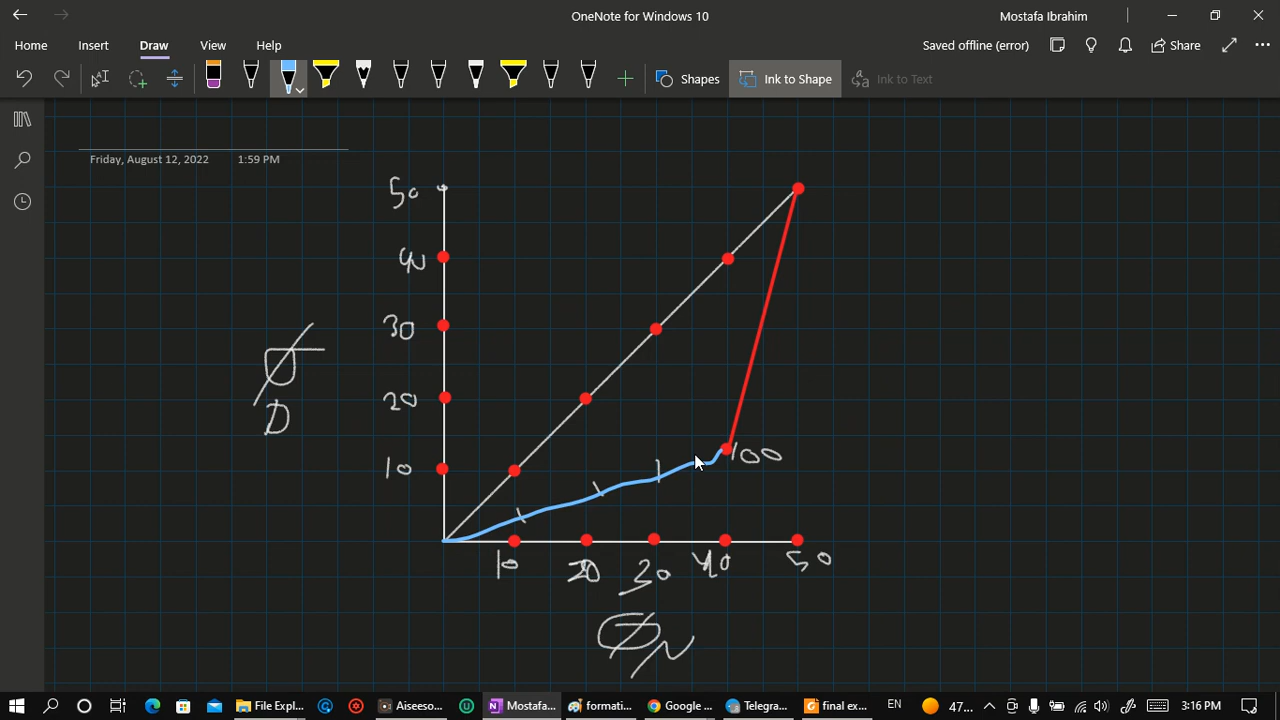 OneNote for Windows 10
Mostafa Ibrahim
Home Insert Draw View Help
Saved offline (error)
Share
Shapes
Ink to Shape
Ink to Text
Friday, August 12, 2022 1:59 PM
50
40
30
20
10
D
100
10 20 30 40 50
ΦN
File Expl...
Aiseeso...
Mostafa...
formati...
Google ...
Telegra...
final ex...
47...
EN
3:16 PM